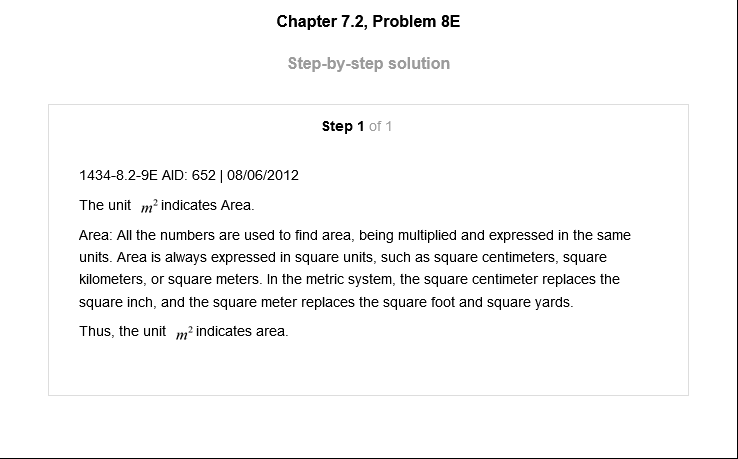 Chapter 7.2, Problem 8E
Step-by-step solution
Step 1 of 1
1434-8.2-9E AID: 652 | 08/06/2012
The unit m² indicates Area.
Area: All the numbers are used to find area, being multiplied and expressed in the same
units. Area is always expressed in square units, such as square centimeters, square
kilometers, or square meters. In the metric system, the square centimeter replaces the
square inch, and the square meter replaces the square foot and square yards.
Thus, the unit m² indicates area.